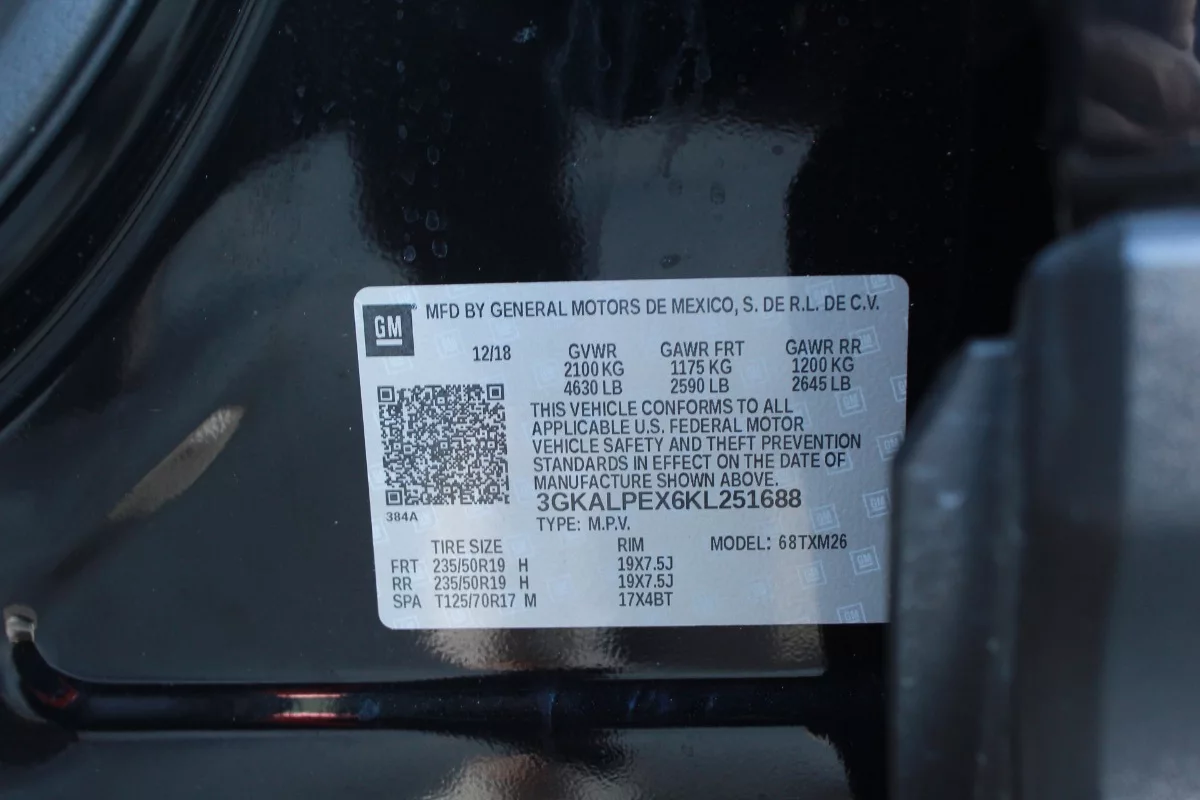 GM MFD BY GENERAL MOTORS DE MEXICO, S. DE R.L. DE C.V.
12/18 GVWR GAWR FRT GAWR RR
2100 KG 1175 KG 1200 KG
4630 LB 2590 LB 2645 LB
THIS VEHICLE CONFORMS TO ALL
APPLICABLE U.S. FEDERAL MOTOR
VEHICLE SAFETY AND THEFT PREVENTION
STANDARDS IN EFFECT ON THE DATE OF
MANUFACTURE SHOWN ABOVE.
3GKALPEX6KL251688
384A
TYPE: M.P.V.
TIRE SIZE RIM MODEL: 68TXM26
FRT 235/50R19 H 19X7.5J
RR 235/50R19 H 19X7.5J
SPA T125/70R17 M 17X4BT